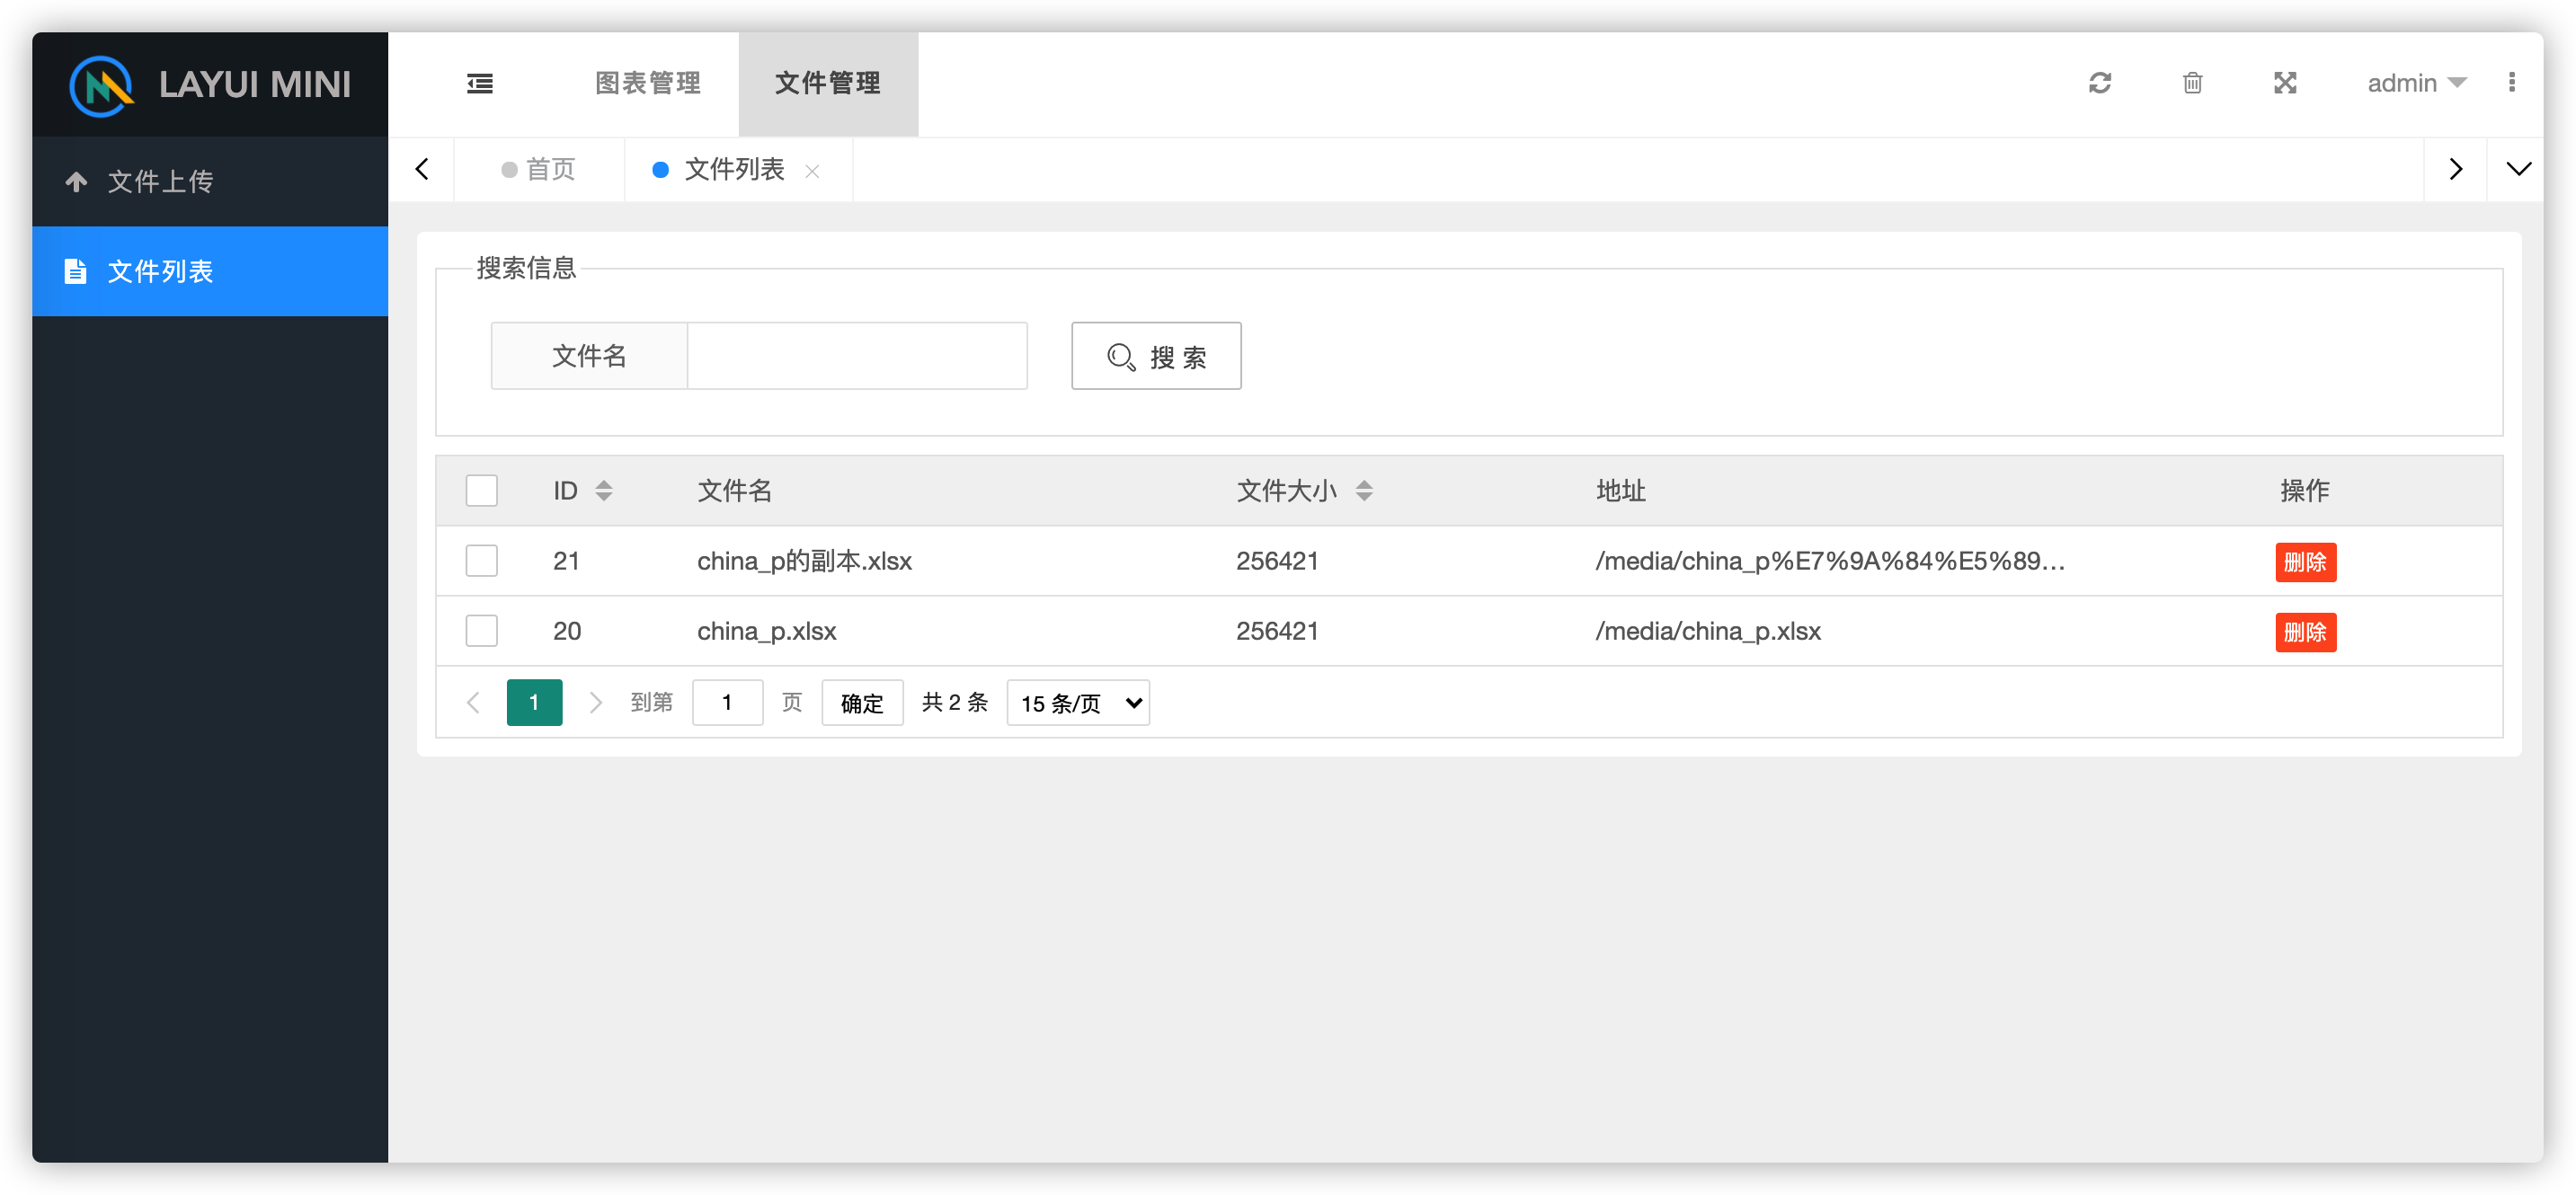 LAYUI MINI
图表管理 文件管理 admin
文件上传
文件列表
首页 文件列表
搜索信息
文件名 搜 索
ID 文件名 文件大小 地址 操作
21 china_p的副本.xlsx 256421 /media/china_p%E7%9A%84%E5%89... 删除
20 china_p.xlsx 256421 /media/china_p.xlsx 删除
1 到第 1 页 确定 共 2 条 15 条/页